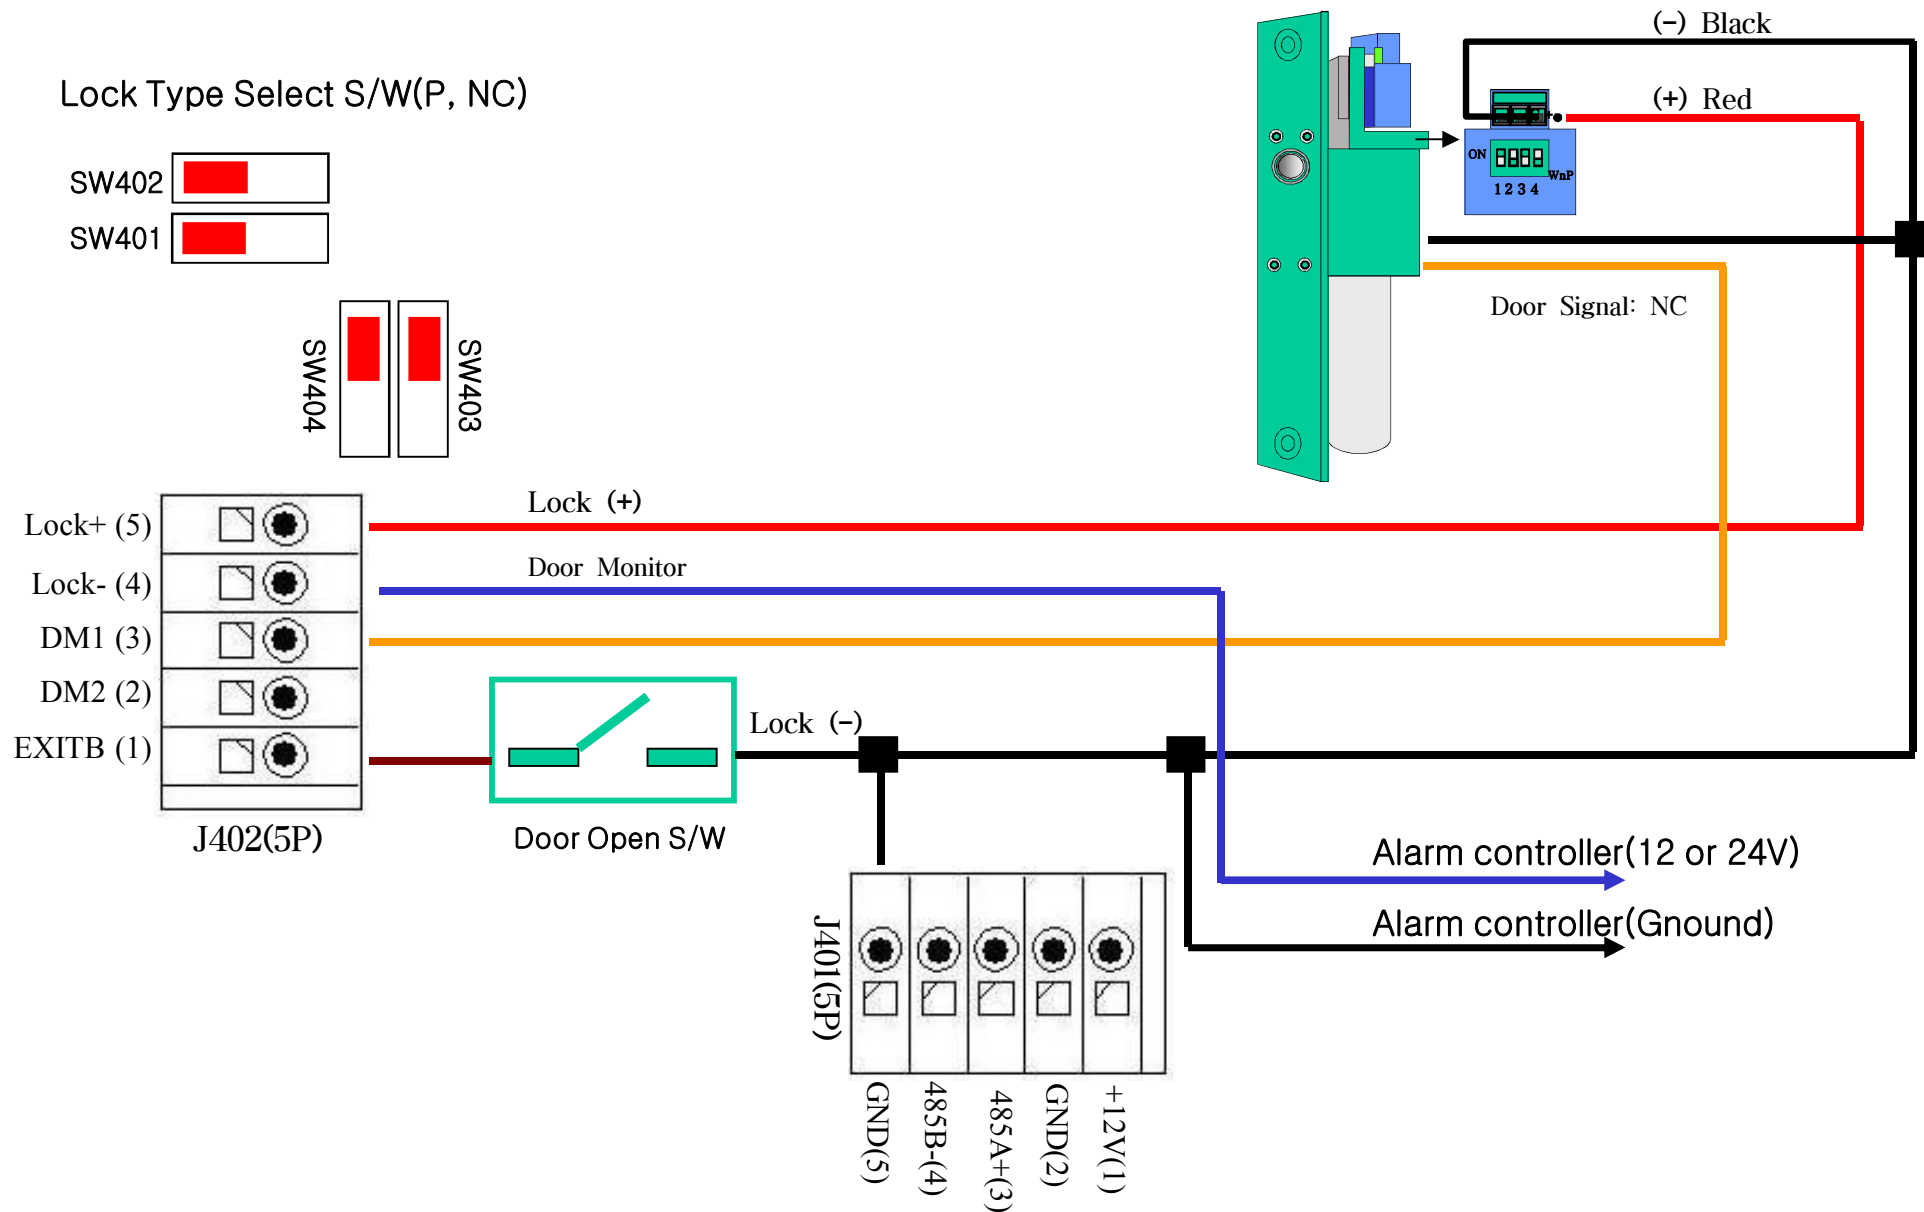 (-) Black
Lock Type Select S/W(P, NC)
(+) Red
SW402
ON
WnP
1 2 3 4
SW401
Door Signal: NC
SW404
SW403
Lock+ (5)
Lock (+)
Lock- (4)
Door Monitor
DM1 (3)
DM2 (2)
Lock (-)
EXITB (1)
J402(5P)
Door Open S/W
Alarm controller(12 or 24V)
Alarm controller(Gnound)
J401(5P)
GND(5)
485B-(4)
485A+(3)
GND(2)
+12V(1)